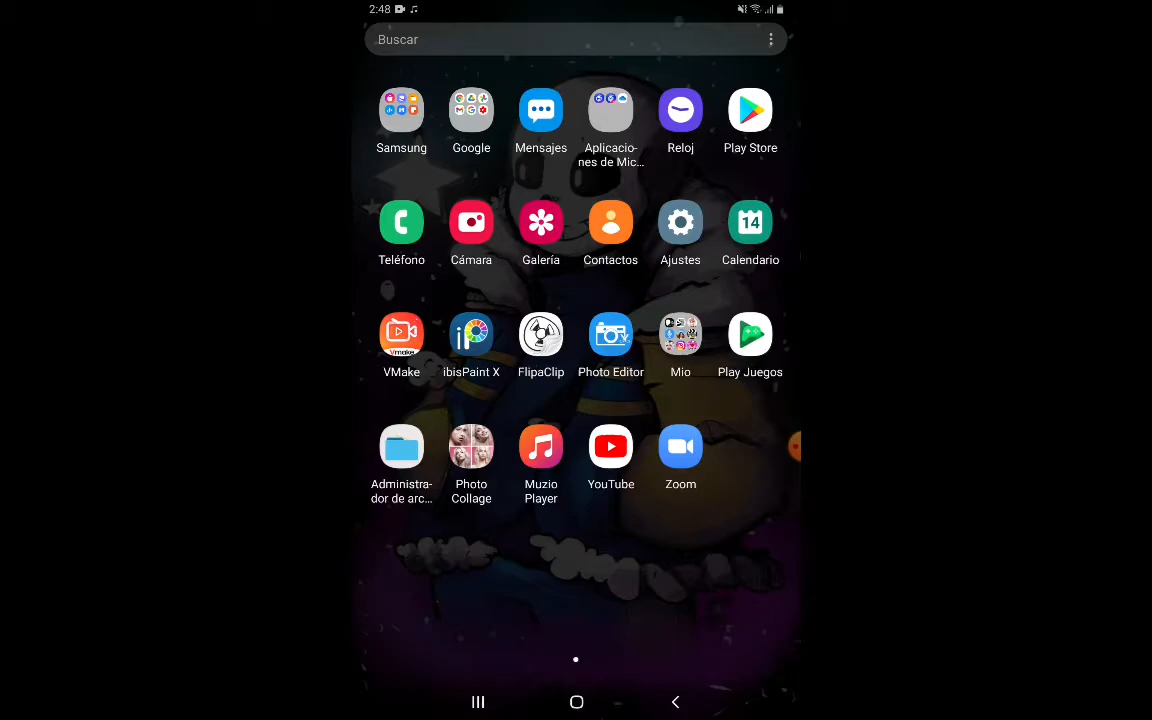 2:48
Buscar
Samsung
Google
Mensajes
Aplicacio-
nes de Mic...
Reloj
Play Store
Teléfono
Cámara
Galería
Contactos
Ajustes
14
Calendario
Vmake
VMake
iP
ibisPaint X
FlipaClip
Photo Editor
Mio
Play Juegos
Administra-
dor de arc...
Photo
Collage
Muzio
Player
YouTube
Zoom